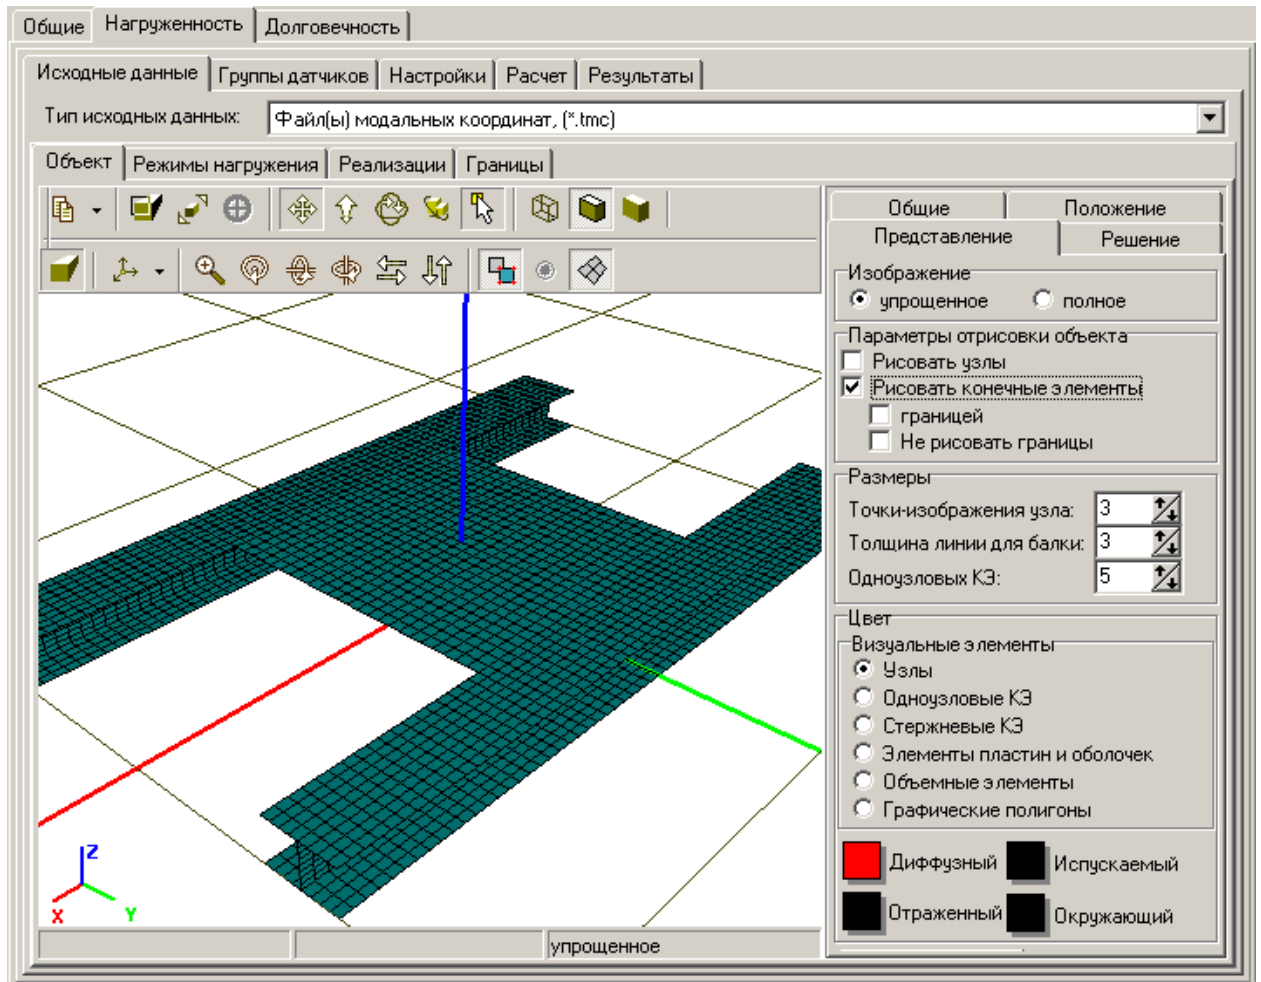 Общие Нагруженность Долговечность
Исходные данные Группы датчиков Настройки Расчет Результаты
Тип исходных данных: Файл(ы) модальных координат, (*.tmc)
Объект Режимы нагружения Реализации Границы
Общие Положение
Представление Решение
Изображение
упрощенное полное
Параметры отрисовки объекта
Рисовать узлы
Рисовать конечные элементы
границей
Не рисовать границы
Размеры
Точки-изображения узла: 3
Толщина линии для балки: 3
Одноузловых КЭ: 5
Цвет
Визуальные элементы
Узлы
Одноузловые КЭ
Стержневые КЭ
Элементы пластин и оболочек
Объемные элементы
Графические полигоны
Диффузный Испускаемый
Отраженный Окружающий
Z
X Y
упрощенное